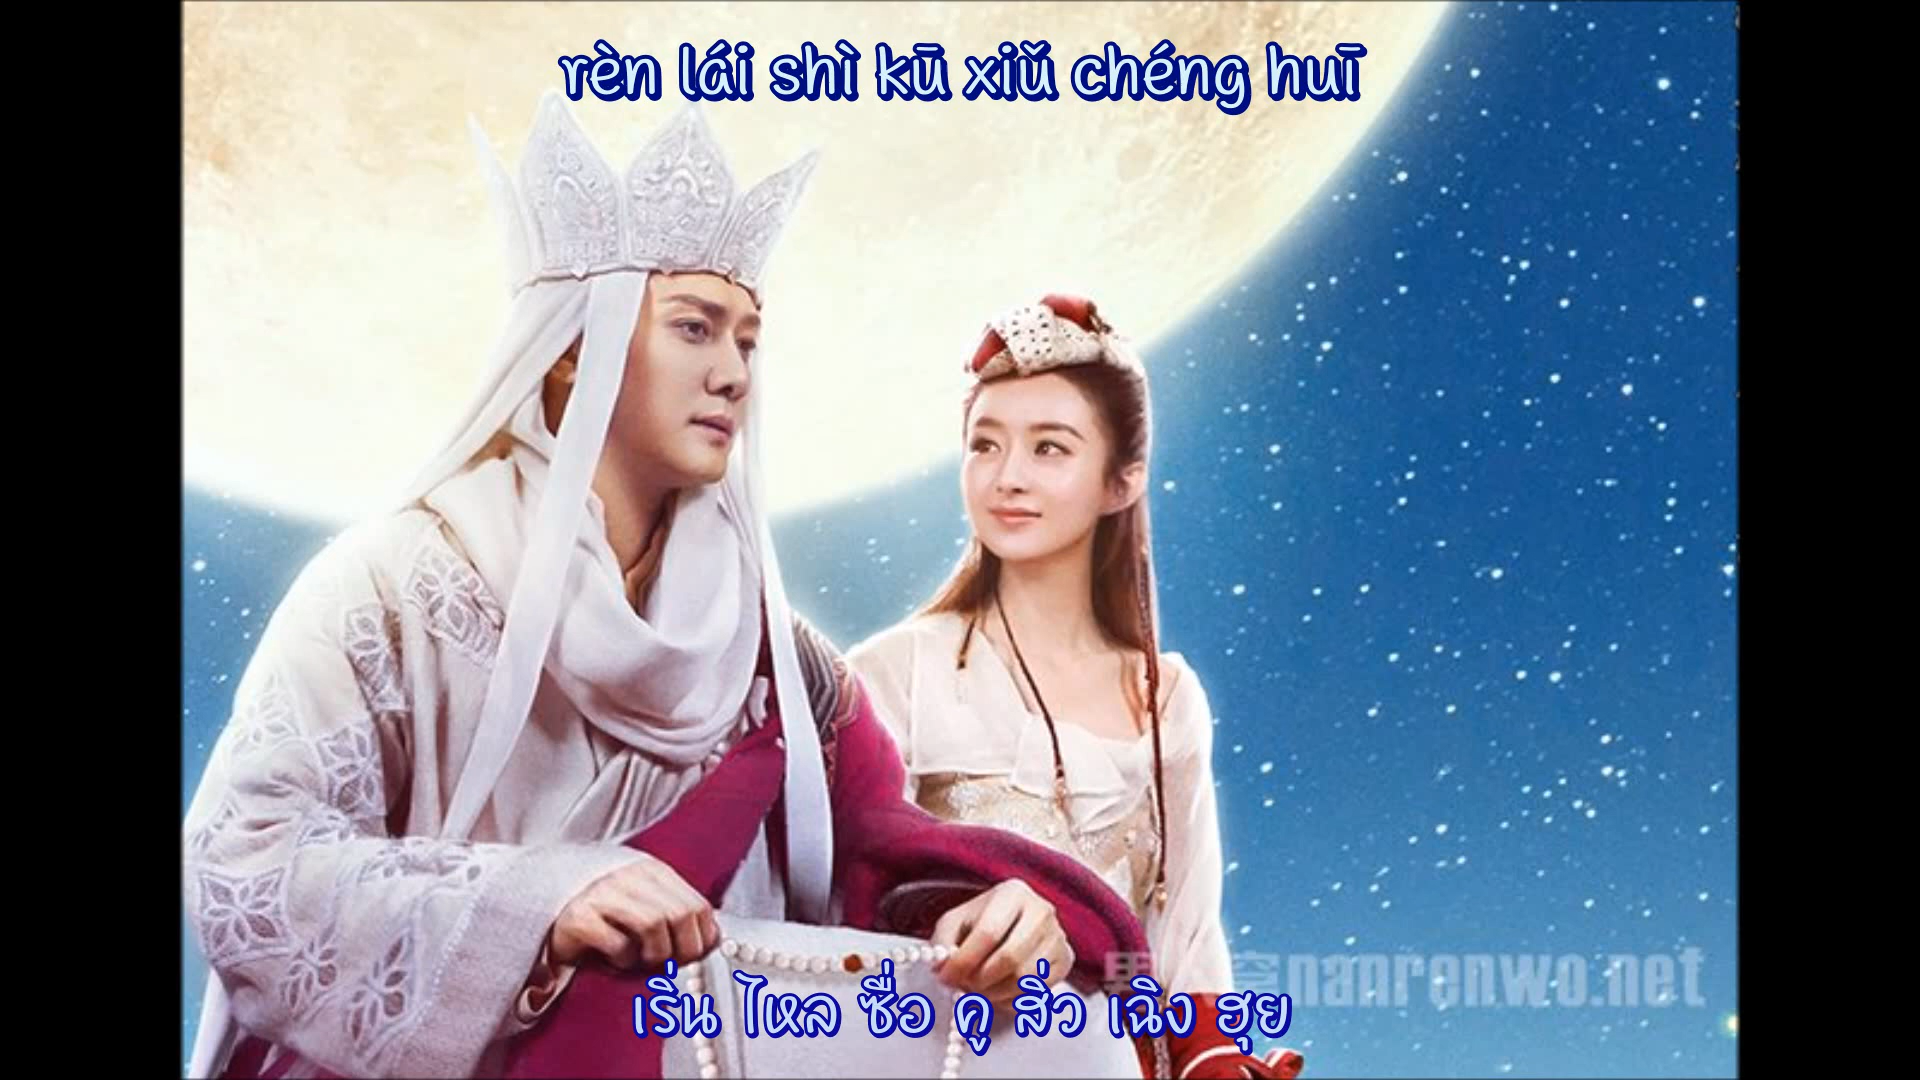 rèn lái shì kū xiǔ chéng huī
nanrenwo.net
เริ่น ไหล ซื่อ คู สิ่ว เฉิง ฮุย